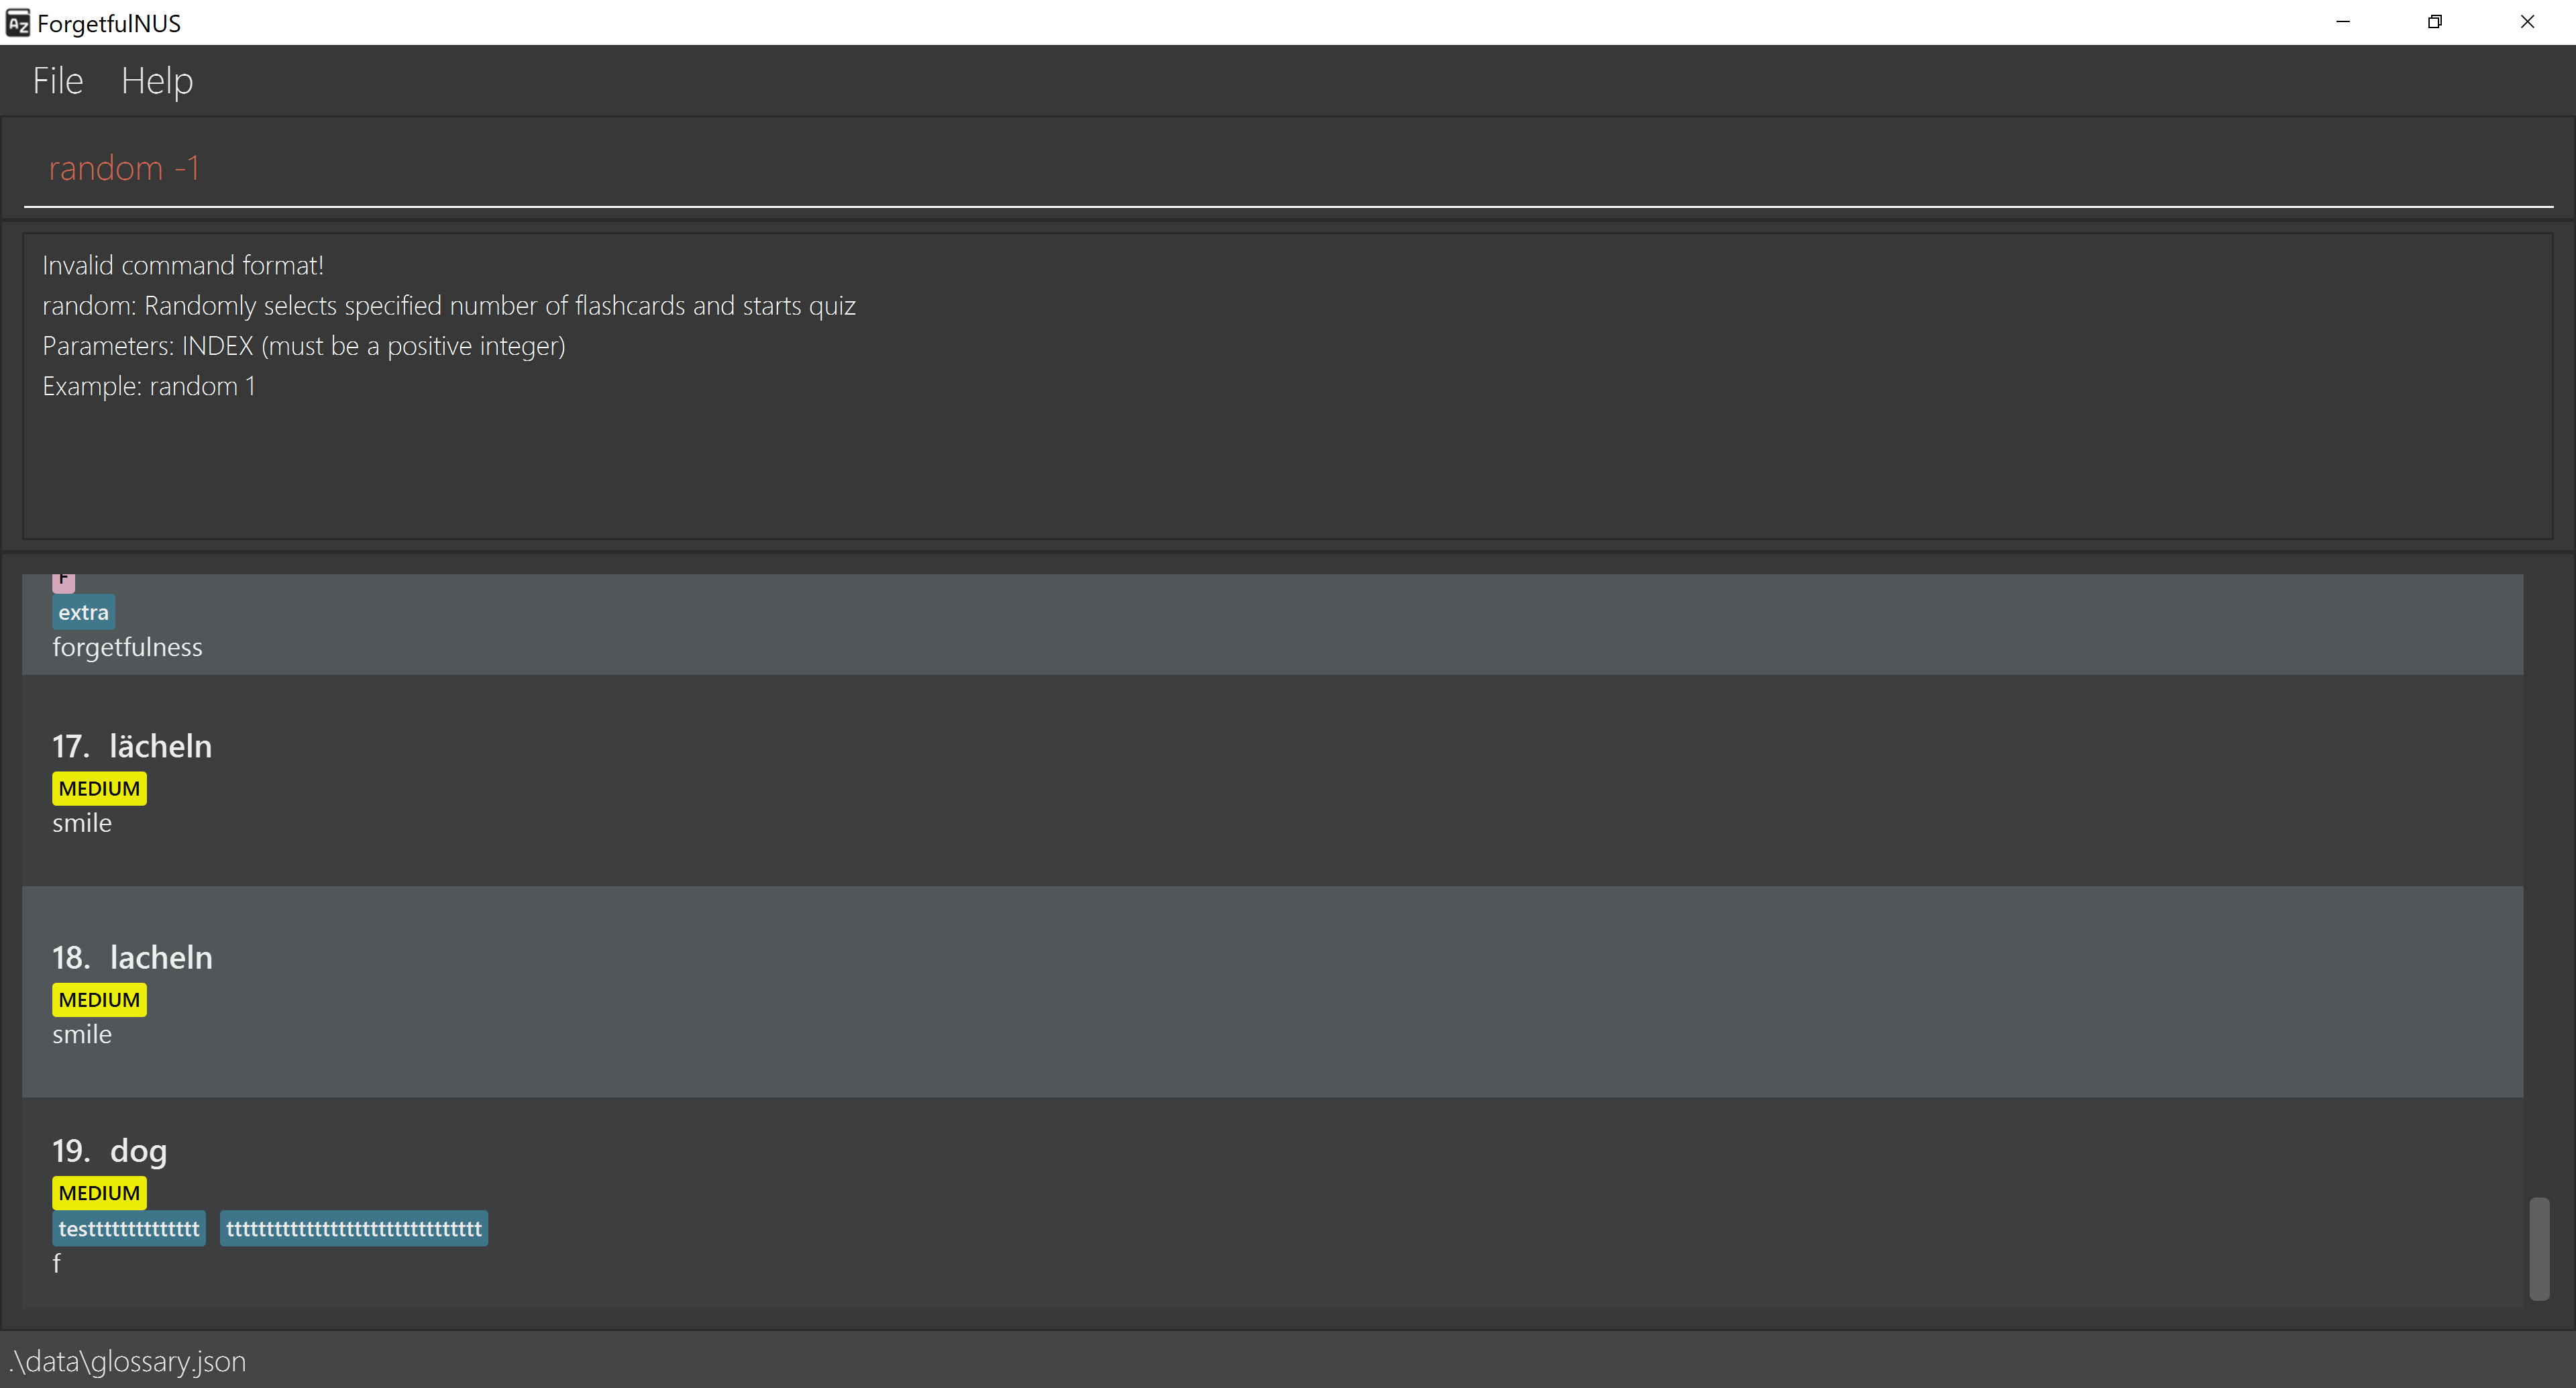 ForgetfulNUS
File Help
random -1
Invalid command format!
random: Randomly selects specified number of flashcards and starts quiz
Parameters: INDEX (must be a positive integer)
Example: random 1
F
extra
forgetfulness
17. lächeln
MEDIUM
smile
18. lacheln
MEDIUM
smile
19. dog
MEDIUM
f
.\data\glossary.json